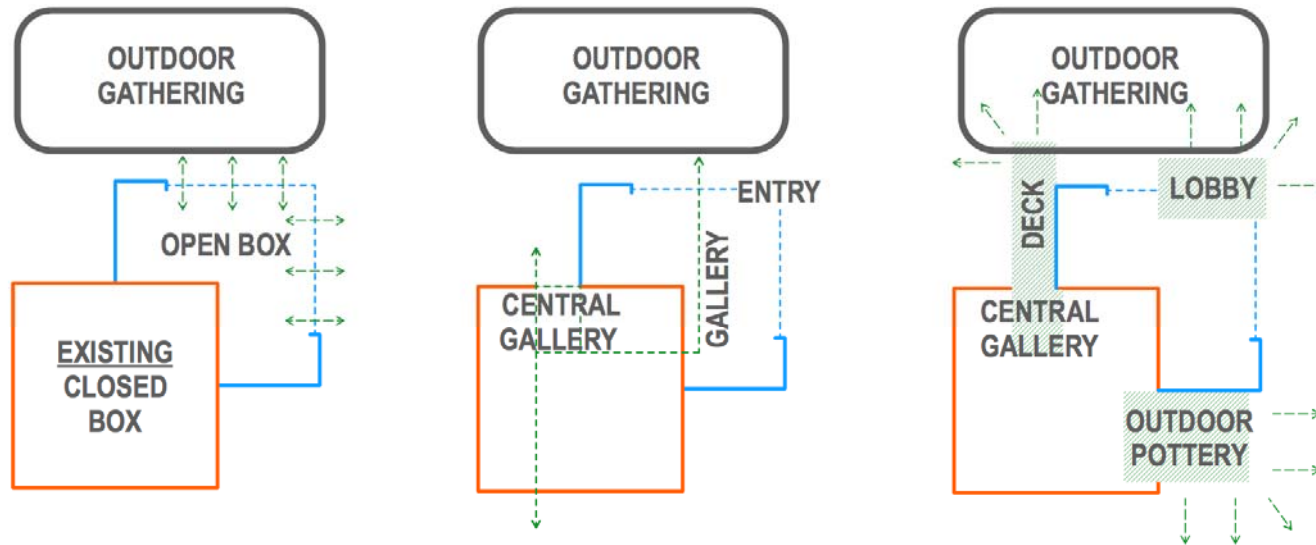 OUTDOOR
GATHERING
OPEN BOX
EXISTING
CLOSED
BOX
OUTDOOR
GATHERING
ENTRY
GALLERY
CENTRAL
GALLERY
OUTDOOR
GATHERING
DECK
LOBBY
CENTRAL
GALLERY
OUTDOOR
POTTERY